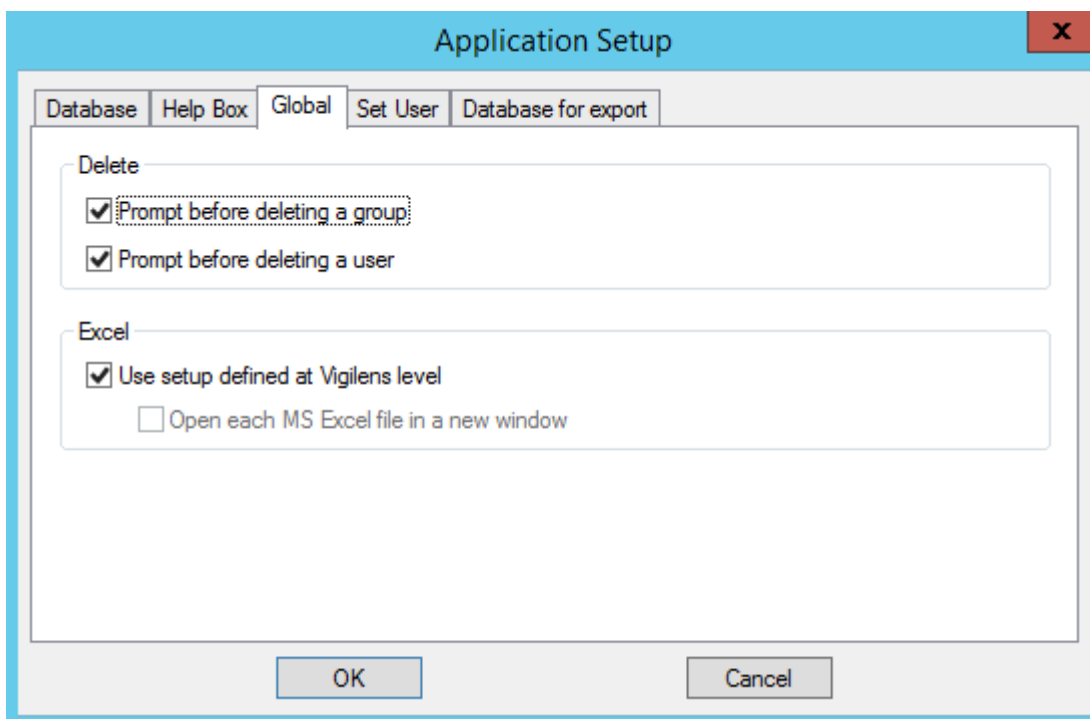 Application Setup
x
Database Help Box Global Set User Database for export
Delete
Prompt before deleting a group
Prompt before deleting a user
Excel
Use setup defined at Vigilens level
Open each MS Excel file in a new window
OK Cancel